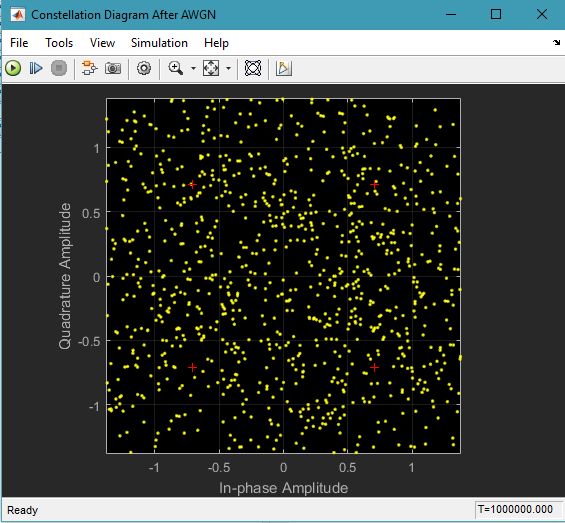 Constellation Diagram After AWGN
File Tools View Simulation Help
1
0.5
0
-0.5
-1
Quadrature Amplitude
-1 -0.5 0 0.5 1
In-phase Amplitude
Ready T=1000000.000